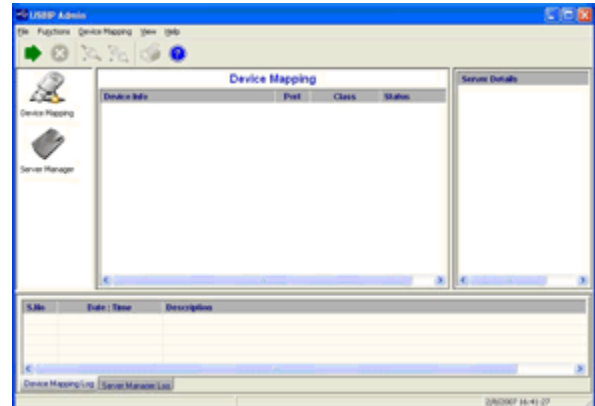 USBIP Admin
File Functions Device Mapping View Help
Device Mapping
Server Manager
Device Mapping
Device Info Port Class Status
Server Details
S.No Date : Time Description
Device Mapping Log Server Manager Log
2/8/2007 16:41:27